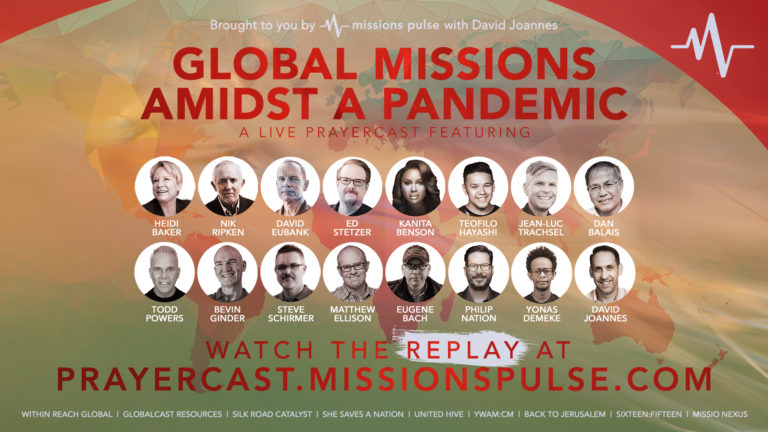 Brought to you by missions pulse with David Joannes
GLOBAL MISSIONS
AMIDST A PANDEMIC
A LIVE PRAYERCAST FEATURING
HEIDI BAKER
NIK RIPKEN
DAVID EUBANK
ED STETZER
KANITA BENSON
TEOFILO HAYASHI
JEAN-LUC TRACHSEL
DAN BALAIS
TODD POWERS
BEVIN GINDER
STEVE SCHIRMER
MATTHEW ELLISON
EUGENE BACH
PHILIP NATION
YONAS DEMEKE
DAVID JOANNES
WATCH THE REPLAY AT
PRAYERCAST.MISSIONSPULSE.COM
WITHIN REACH GLOBAL | GLOBALCAST RESOURCES | SILK ROAD CATALYST | SHE SAVES A NATION | UNITED HIVE | YWAM:CM | BACK TO JERUSALEM | SIXTEEN:FIFTEEN | MISSIO NEXUS